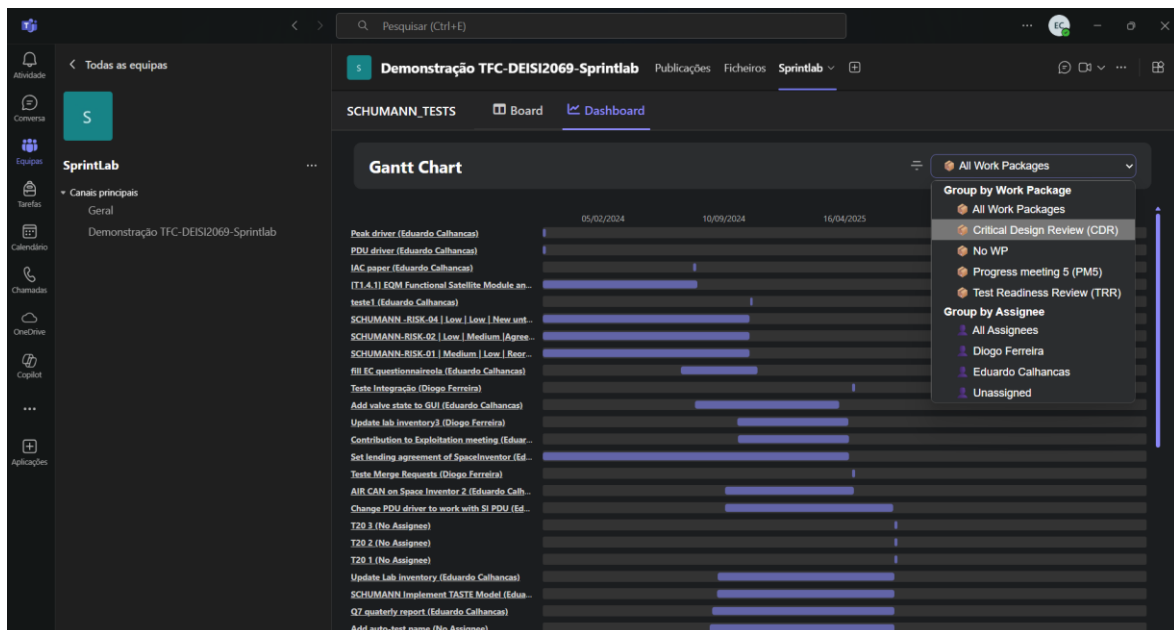 Pesquisar (Ctrl+E)
EC
Atividade
Conversa
Equipas
Tarefas
Calendário
Chamadas
OneDrive
Copilot
Aplicações
Todas as equipas
S
SprintLab
Canais principais
Geral
Demonstração TFC-DEISI2069-Sprintlab
S
Demonstração TFC-DEISI2069-Sprintlab
Publicações
Ficheiros
Sprintlab
SCHUMANN_TESTS
Board
Dashboard
Gantt Chart
All Work Packages
Group by Work Package
All Work Packages
Critical Design Review (CDR)
No WP
Progress meeting 5 (PM5)
Test Readiness Review (TRR)
Group by Assignee
All Assignees
Diogo Ferreira
Eduardo Calhancas
Unassigned
05/02/2024
10/09/2024
16/04/2025
Peak driver (Eduardo Calhancas)
PDU driver (Eduardo Calhancas)
IAC paper (Eduardo Calhancas)
[T1.4.1] EQM Functional Satellite Module an...
teste1 (Eduardo Calhancas)
SCHUMANN -RISK-04 | Low | Low | New unt...
SCHUMANN-RISK-02 | Low | Medium |Agree...
SCHUMANN-RISK-01 | Medium | Low | Reor...
fill EC questionnaireola (Eduardo Calhancas)
Teste Integração (Diogo Ferreira)
Add valve state to GUI (Eduardo Calhancas)
Update lab inventory3 (Diogo Ferreira)
Contribution to Exploitation meeting (Eduar...
Set lending agreement of SpaceInventor (Ed...
Teste Merge Requests (Diogo Ferreira)
AIR CAN on Space Inventor 2 (Eduardo Calh...
Change PDU driver to work with SI PDU (Ed...
T20 3 (No Assignee)
T20 2 (No Assignee)
T20 1 (No Assignee)
Update Lab inventory (Eduardo Calhancas)
SCHUMANN Implement TASTE Model (Edua...
Q7 quaterly report (Eduardo Calhancas)
Add auto-test name (No Assignee)